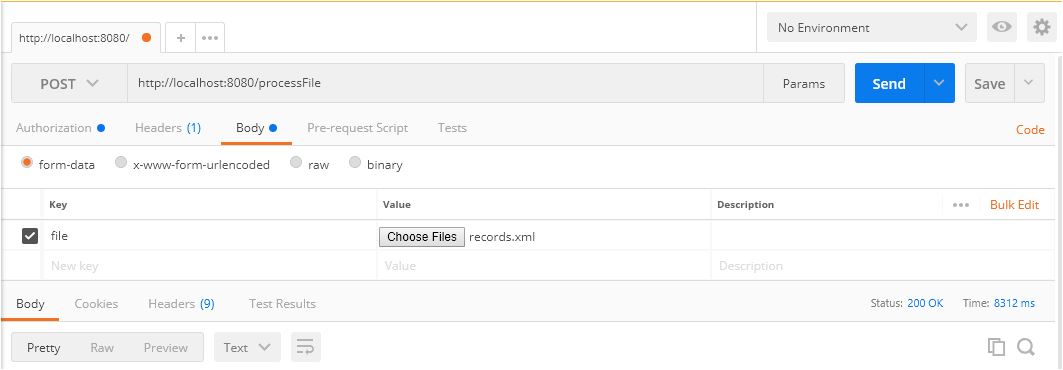 http://localhost:8080/ + ••• No Environment
POST http://localhost:8080/processFile Params Send Save
Authorization Headers (1) Body Pre-request Script Tests Code
form-data x-www-form-urlencoded raw binary
Key Value Description ••• Bulk Edit
file Choose Files records.xml
New key Value Description
Body Cookies Headers (9) Test Results Status: 200 OK Time: 8312 ms
Pretty Raw Preview Text